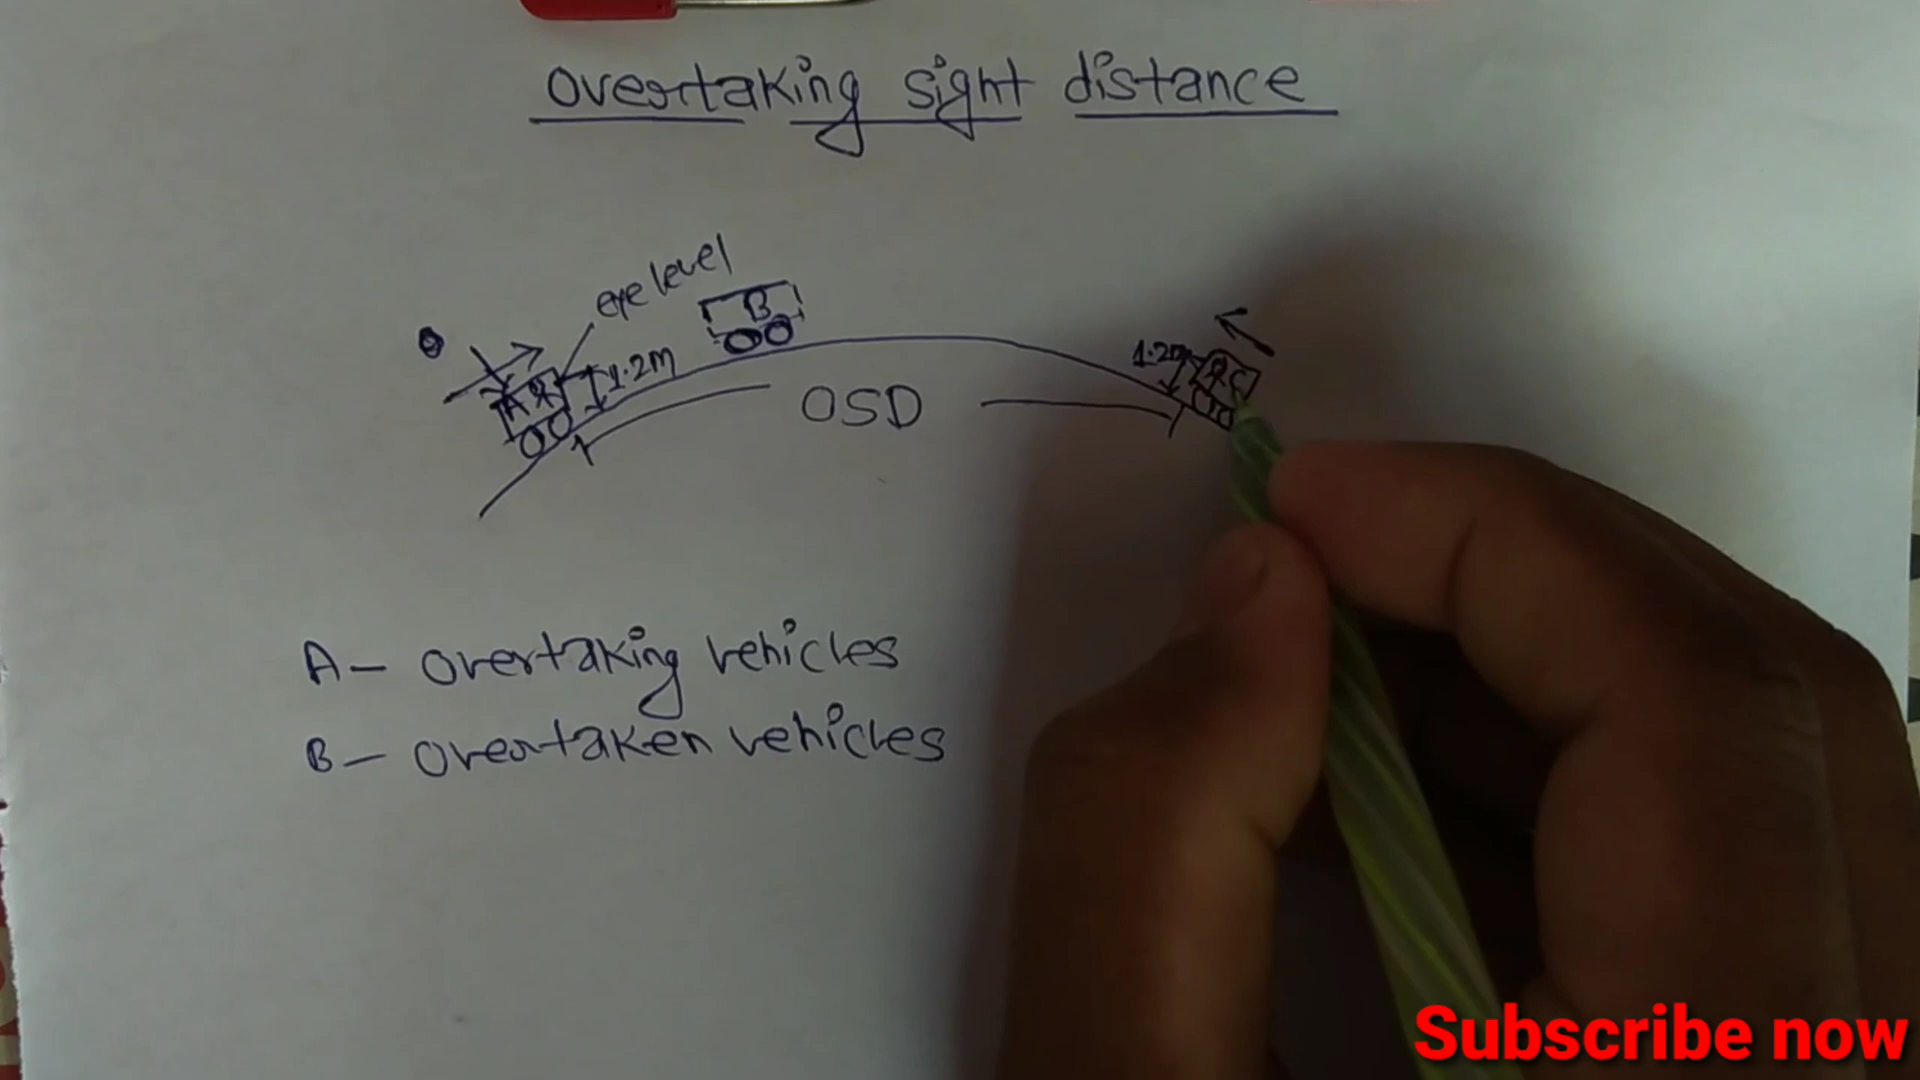 Overtaking sight distance
eye level
B
1.2m
A
1.2m
C
OSD
A - overtaking vehicles
B - overtaken vehicles
Subscribe now